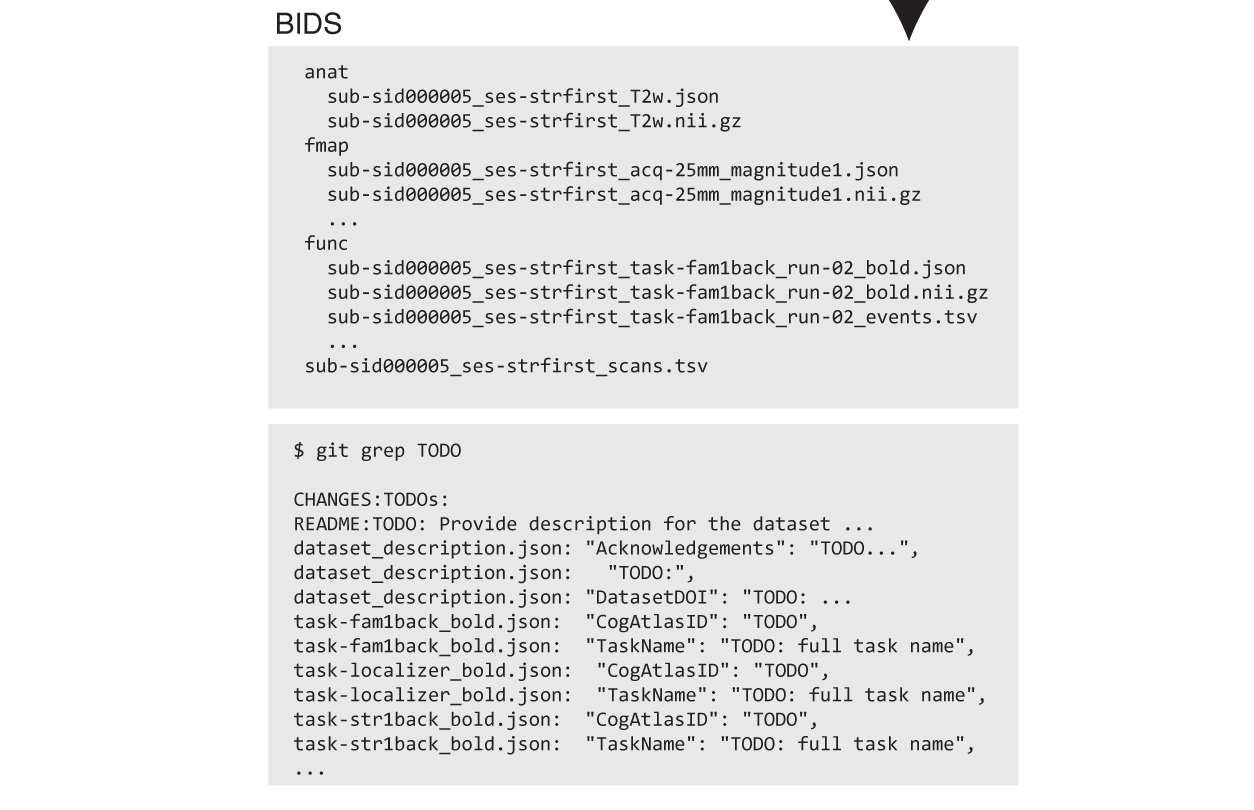 BIDS
anat
sub-sid000005_ses-strfirst_T2w.json
sub-sid000005_ses-strfirst_T2w.nii.gz
fmap
sub-sid000005_ses-strfirst_acq-25mm_magnitude1.json
sub-sid000005_ses-strfirst_acq-25mm_magnitude1.nii.gz
...
func
sub-sid000005_ses-strfirst_task-fam1back_run-02_bold.json
sub-sid000005_ses-strfirst_task-fam1back_run-02_bold.nii.gz
sub-sid000005_ses-strfirst_task-fam1back_run-02_events.tsv
...
sub-sid000005_ses-strfirst_scans.tsv
$ git grep TODO
CHANGES:TODOs:
README:TODO: Provide description for the dataset ...
dataset_description.json: "Acknowledgements": "TODO...",
dataset_description.json:   "TODO:",
dataset_description.json: "DatasetDOI": "TODO: ...
task-fam1back_bold.json:  "CogAtlasID": "TODO",
task-fam1back_bold.json:  "TaskName": "TODO: full task name",
task-localizer_bold.json:  "CogAtlasID": "TODO",
task-localizer_bold.json:  "TaskName": "TODO: full task name",
task-str1back_bold.json:  "CogAtlasID": "TODO",
task-str1back_bold.json:  "TaskName": "TODO: full task name",
...